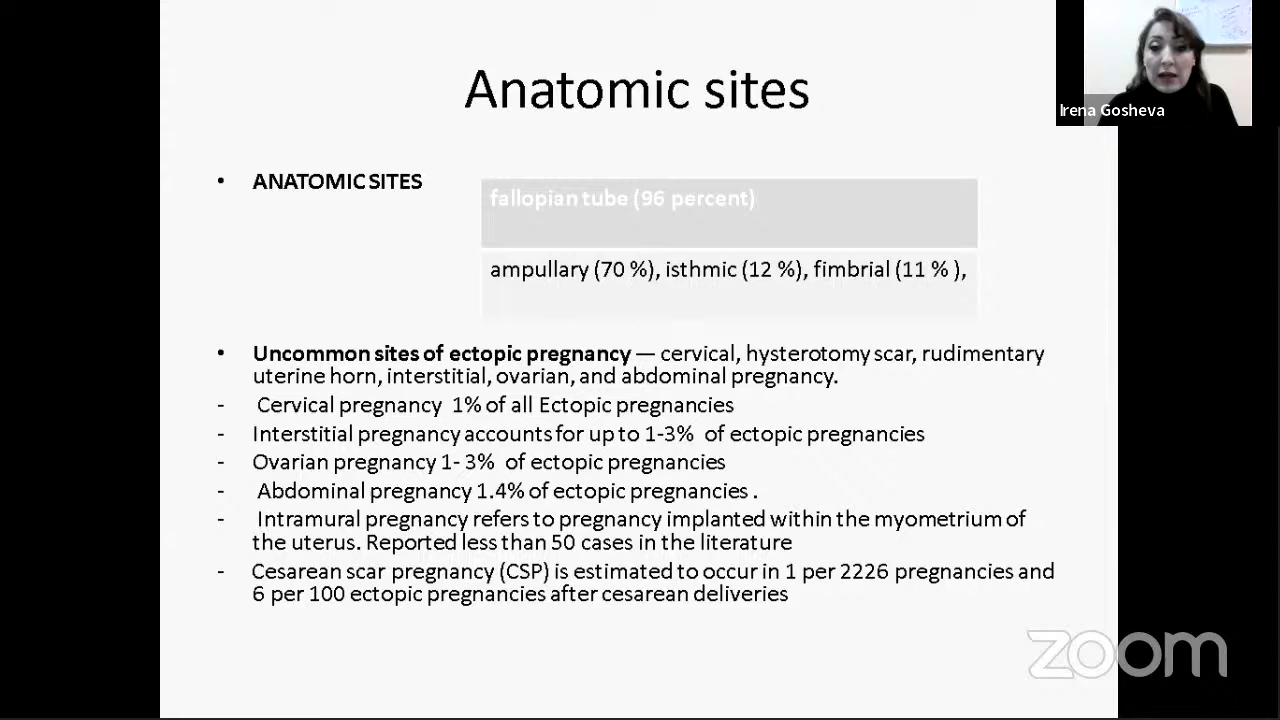 Anatomic sites
Irena Gosheva
• ANATOMIC SITES
fallopian tube (96 percent)
ampullary (70 %), isthmic (12 %), fimbrial (11 % ),
• Uncommon sites of ectopic pregnancy — cervical, hysterotomy scar, rudimentary
uterine horn, interstitial, ovarian, and abdominal pregnancy.
- Cervical pregnancy 1% of all Ectopic pregnancies
- Interstitial pregnancy accounts for up to 1-3% of ectopic pregnancies
- Ovarian pregnancy 1- 3% of ectopic pregnancies
- Abdominal pregnancy 1.4% of ectopic pregnancies .
- Intramural pregnancy refers to pregnancy implanted within the myometrium of
the uterus. Reported less than 50 cases in the literature
- Cesarean scar pregnancy (CSP) is estimated to occur in 1 per 2226 pregnancies and
6 per 100 ectopic pregnancies after cesarean deliveries
zoom